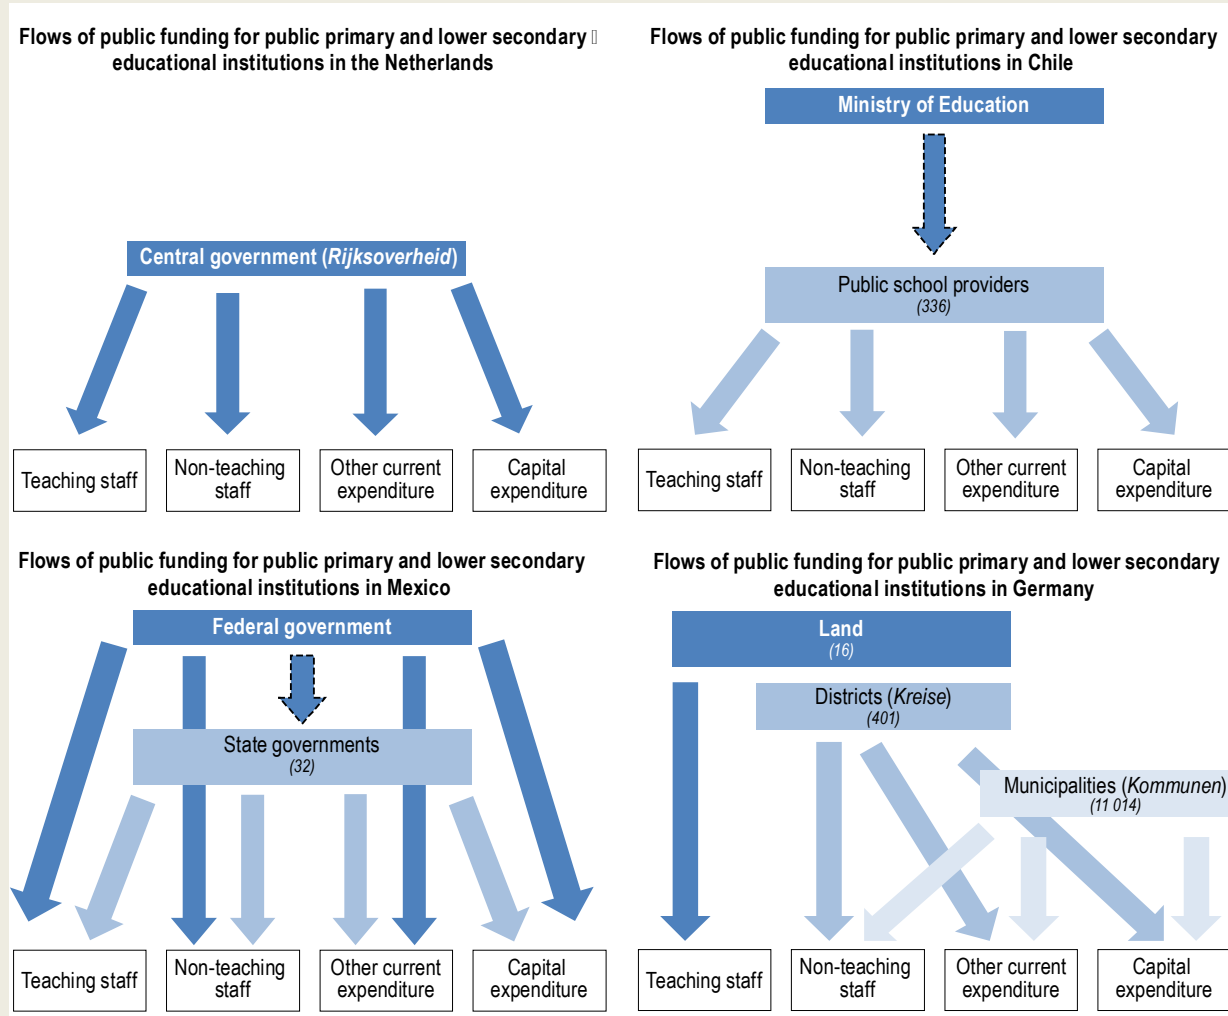 Flows of public funding for public primary and lower secondary
educational institutions in the Netherlands
Central government (Rijksoverheid)
Teaching staff
Non-teaching
staff
Other current
expenditure
Capital
expenditure
Flows of public funding for public primary and lower secondary
educational institutions in Chile
Ministry of Education
Public school providers
(336)
Teaching staff
Non-teaching
staff
Other current
expenditure
Capital
expenditure
Flows of public funding for public primary and lower secondary
educational institutions in Mexico
Federal government
State governments
(32)
Teaching staff
Non-teaching
staff
Other current
expenditure
Capital
expenditure
Flows of public funding for public primary and lower secondary
educational institutions in Germany
Land
(16)
Districts (Kreise)
(401)
Municipalities (Kommunen)
(11 014)
Teaching staff
Non-teaching
staff
Other current
expenditure
Capital
expenditure